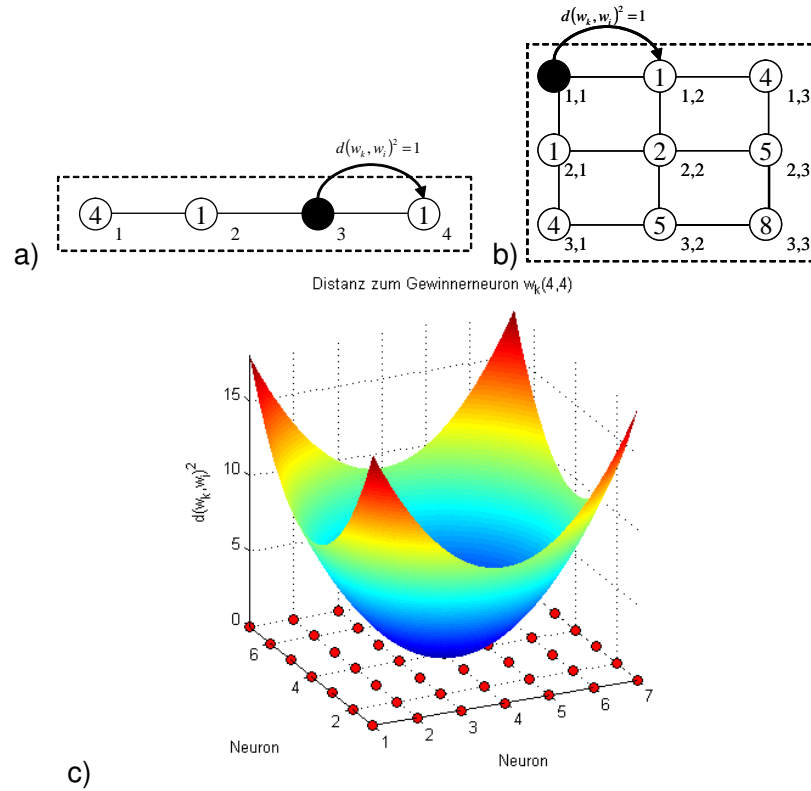 d(w_k, w_i)² = 1
4 1 1
1 2 3 4
a)
d(w_k, w_i)² = 1
1 4
1,1 1,2 1,3
1 2 5
2,1 2,2 2,3
4 5 8
3,1 3,2 3,3
b)
Distanz zum Gewinnerneuron w_k(4,4)
15
10
5
0
d(w_k,w_i)²
6
4
2
Neuron
1 2 3 4 5 6 7
Neuron
c)